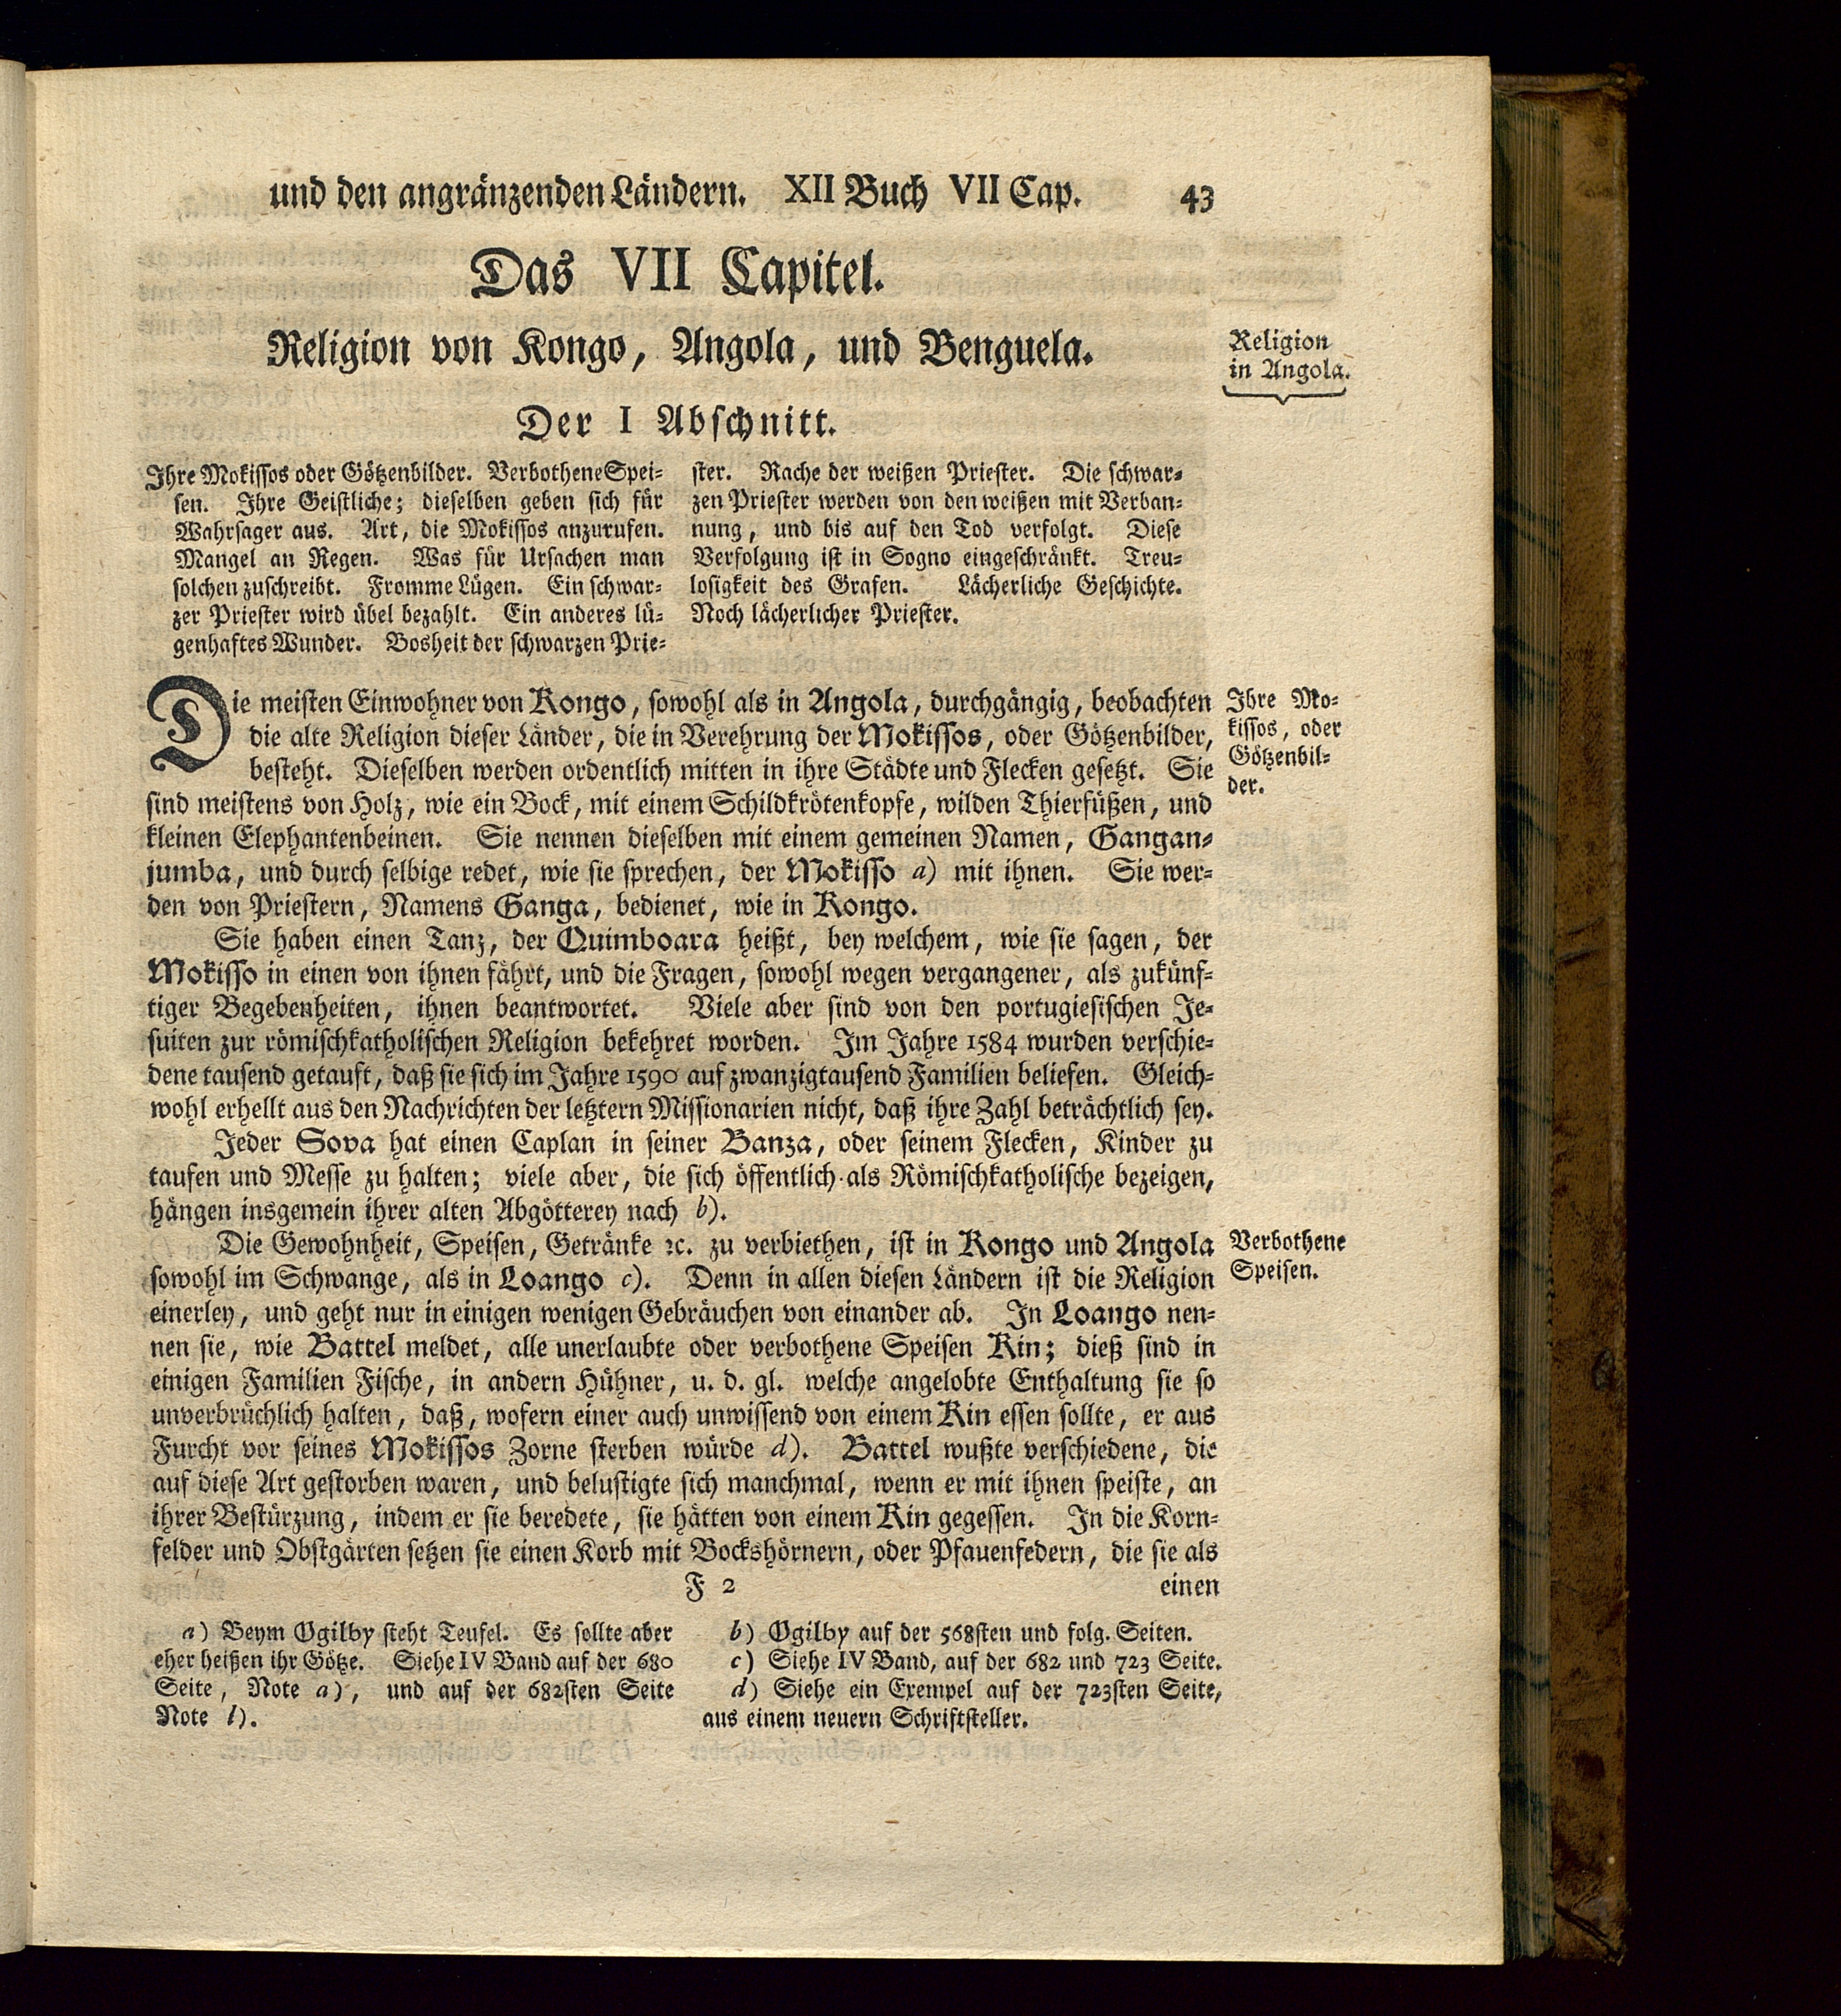 und den angränzenden Ländern. XII Buch VII Cap. 43
Das VII Capitel.
Religion von Kongo, Angola, und Benguela.
Religion
in Angola.
Der I Abschnitt.
Ihre Mokissos oder Götzenbilder. Verbothene Spei=
sen. Ihre Geistliche; dieselben geben sich für
Wahrsager aus. Art, die Mokissos anzurufen.
Mangel an Regen. Was für Ursachen man
solchen zuschreibt. Fromme Lügen. Ein schwar=
zer Priester wird übel bezahlt. Ein anderes lü=
genhaftes Wunder. Bosheit der schwarzen Prie=
ster. Rache der weißen Priester. Die schwar=
zen Priester werden von den weißen mit Verban=
nung, und bis auf den Tod verfolgt. Diese
Verfolgung ist in Sogno eingeschränkt. Treu=
losigkeit des Grafen. Lächerliche Geschichte.
Noch lächerlicher Priester.
Die meisten Einwohner von Kongo, sowohl als in Angola, durchgängig, beobachten
die alte Religion dieser Länder, die in Verehrung der Mokissos, oder Götzenbilder,
besteht. Dieselben werden ordentlich mitten in ihre Städte und Flecken gesetzt. Sie
sind meistens von Holz, wie ein Bock, mit einem Schildkrötenkopfe, wilden Thierfüßen, und
kleinen Elephantenbeinen. Sie nennen dieselben mit einem gemeinen Namen, Gangan=
jumba, und durch selbige redet, wie sie sprechen, der Mokisso a) mit ihnen. Sie wer=
den von Priestern, Namens Ganga, bedienet, wie in Kongo.
Ihre Mo=
kissos, oder
Götzenbil=
der.
Sie haben einen Tanz, der Quimboara heißt, bey welchem, wie sie sagen, der
Mokisso in einen von ihnen fährt, und die Fragen, sowohl wegen vergangener, als zukünf=
tiger Begebenheiten, ihnen beantwortet. Viele aber sind von den portugiesischen Je=
suiten zur römischkatholischen Religion bekehret worden. Im Jahre 1584 wurden verschie=
dene tausend getauft, daß sie sich im Jahre 1590 auf zwanzigtausend Familien beliefen. Gleich=
wohl erhellt aus den Nachrichten der letztern Missionarien nicht, daß ihre Zahl beträchtlich sey.
Jeder Sova hat einen Caplan in seiner Banza, oder seinem Flecken, Kinder zu
taufen und Messe zu halten; viele aber, die sich öffentlich als Römischkatholische bezeigen,
hängen insgemein ihrer alten Abgötterey nach b).
Die Gewohnheit, Speisen, Getränke ꝛc. zu verbiethen, ist in Kongo und Angola
sowohl im Schwange, als in Loango c). Denn in allen diesen Ländern ist die Religion
einerley, und geht nur in einigen wenigen Gebräuchen von einander ab. In Loango nen=
nen sie, wie Battel meldet, alle unerlaubte oder verbothene Speisen Kin; dieß sind in
einigen Familien Fische, in andern Hühner, u. d. gl. welche angelobte Enthaltung sie so
unverbrüchlich halten, daß, wofern einer auch unwissend von einem Kin essen sollte, er aus
Furcht vor seines Mokissos Zorne sterben würde d). Battel wußte verschiedene, die
auf diese Art gestorben waren, und belustigte sich manchmal, wenn er mit ihnen speiste, an
ihrer Bestürzung, indem er sie beredete, sie hätten von einem Kin gegessen. In die Korn=
felder und Obstgärten setzen sie einen Korb mit Bockshörnern, oder Pfauenfedern, die sie als
Verbothene
Speisen.
F 2 einen
a) Beym Ogilby steht Teufel. Es sollte aber
eher heißen ihr Götze. Siehe IV Band auf der 680
Seite, Note a), und auf der 682sten Seite
Note l).
b) Ogilby auf der 568sten und folg. Seiten.
c) Siehe IV Band, auf der 682 und 723 Seite.
d) Siehe ein Exempel auf der 723sten Seite,
aus einem neuern Schriftsteller.